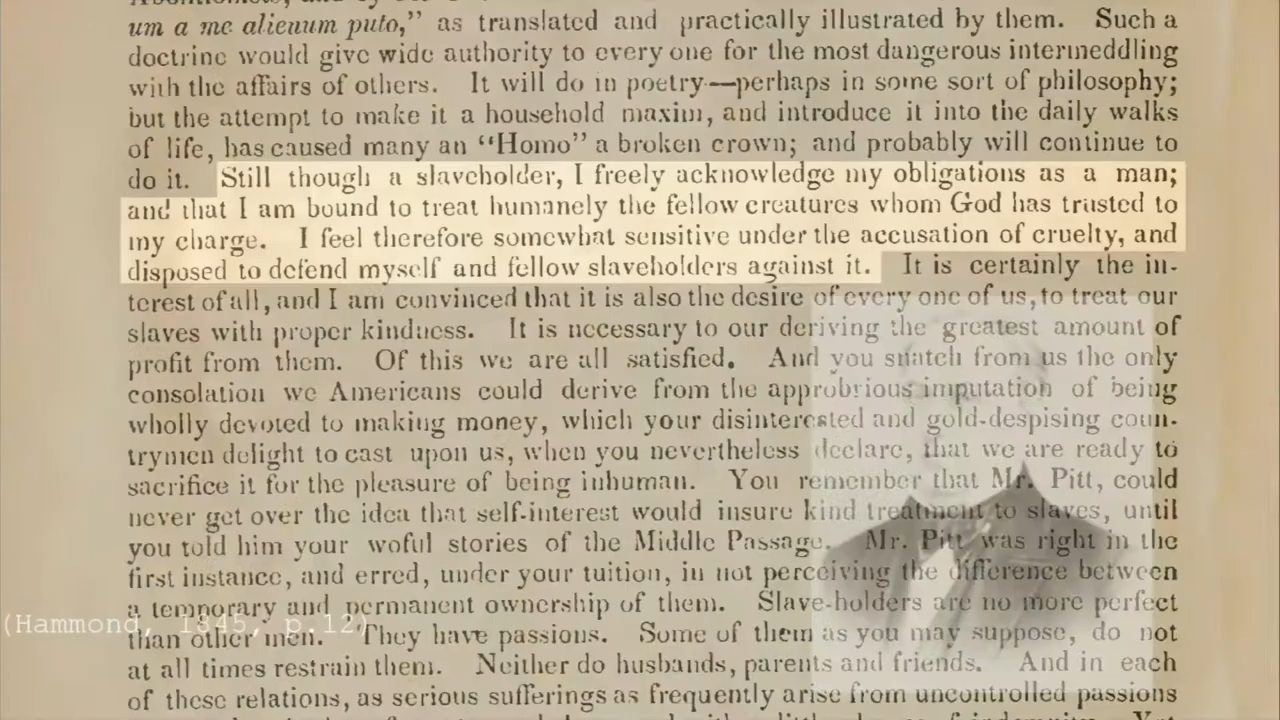 um a me alienum puto,” as translated and practically illustrated by them. Such a
doctrine would give wide authority to every one for the most dangerous intermeddling
with the affairs of others. It will do in poetry—perhaps in some sort of philosophy;
but the attempt to make it a household maxim, and introduce it into the daily walks
of life, has caused many an “Homo” a broken crown; and probably will continue to
do it. Still though a slaveholder, I freely acknowledge my obligations as a man;
and that I am bound to treat humanely the fellow creatures whom God has trusted to
my charge. I feel therefore somewhat sensitive under the accusation of cruelty, and
disposed to defend myself and fellow slaveholders against it. It is certainly the in-
terest of all, and I am convinced that it is also the desire of every one of us, to treat our
slaves with proper kindness. It is necessary to our deriving the greatest amount of
profit from them. Of this we are all satisfied. And you snatch from us the only
consolation we Americans could derive from the approbrious imputation of being
wholly devoted to making money, which your disinterested and gold-despising coun-
trymen delight to cast upon us, when you nevertheless declare, that we are ready to
sacrifice it for the pleasure of being inhuman. You remember that Mr. Pitt, could
never get over the idea that self-interest would insure kind treatment to slaves, until
you told him your woful stories of the Middle Passage. Mr. Pitt was right in the
first instance, and erred, under your tuition, in not perceiving the difference between
a temporary and permanent ownership of them. Slave-holders are no more perfect
(Hammond, 1845, p.12)
than other men. They have passions. Some of them as you may suppose, do not
at all times restrain them. Neither do husbands, parents and friends. And in each
of these relations, as serious sufferings as frequently arise from uncontrolled passions